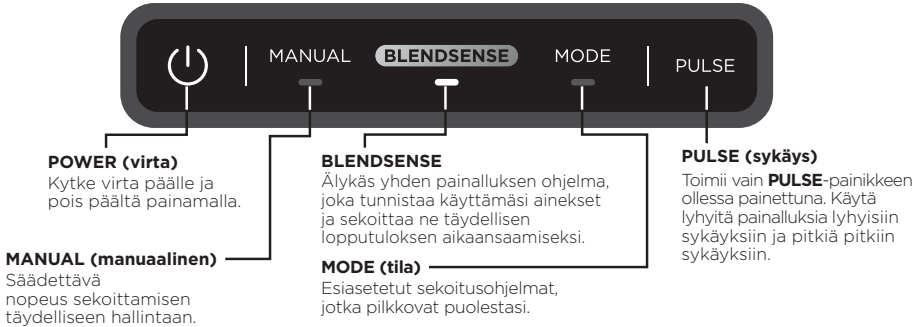 MANUAL
BLENDSENSE
MODE
PULSE
POWER (virta)
Kytke virta päälle ja
pois päältä painamalla.
MANUAL (manuaalinen)
Säädettävä
nopeus sekoittamisen
täydelliseen hallintaan.
BLENDSENSE
Älykäs yhden painalluksen ohjelma,
joka tunnistaa käyttämäsi ainekset
ja sekoittaa ne täydellisen
lopputuloksen aikaansaamiseksi.
MODE (tila)
Esiasetetut sekoitusohjelmat,
jotka pilkkovat puolestasi.
PULSE (sykäys)
Toimii vain PULSE-painikkeen
ollessa painettuna. Käytä
lyhyitä painalluksia lyhyisiin
sykäyksiin ja pitkiä pitkiin
sykäyksiin.